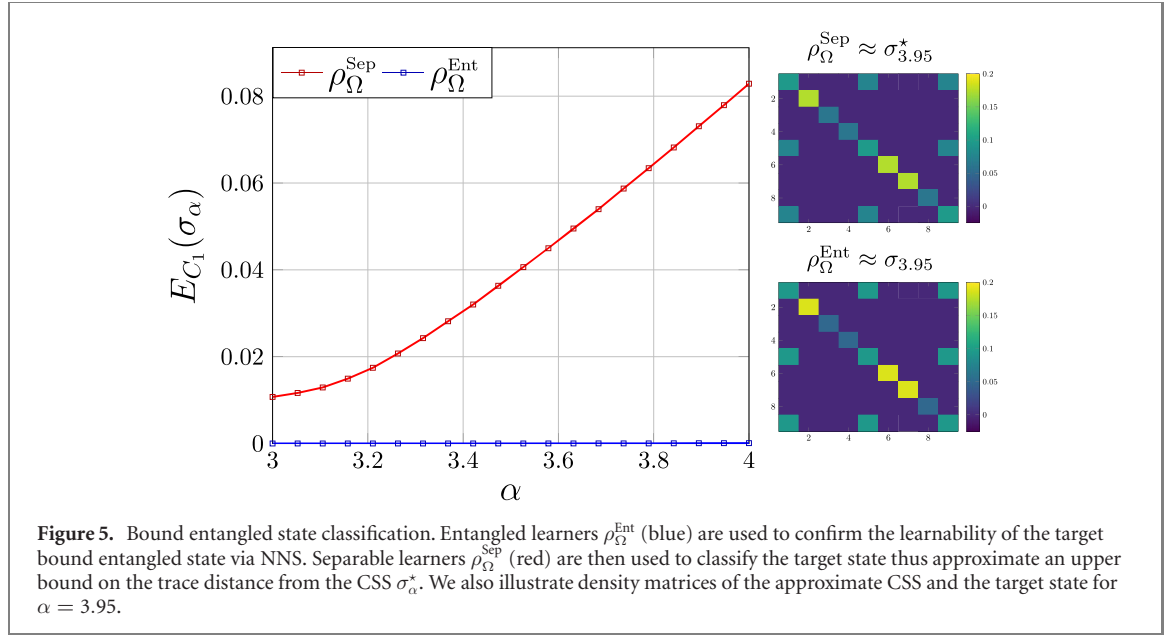 ρ_Ω^Sep ρ_Ω^Ent
E_{C_1}(σ_α)
0.08
0.06
0.04
0.02
0
3 3.2 3.4 3.6 3.8 4
α
ρ_Ω^Sep ≈ σ^⋆_{3.95}
2
4
6
8
2 4 6 8
0.2
0.15
0.1
0.05
0
ρ_Ω^Ent ≈ σ_{3.95}
2
4
6
8
2 4 6 8
0.2
0.15
0.1
0.05
0
Figure 5. Bound entangled state classification. Entangled learners ρ_Ω^Ent (blue) are used to confirm the learnability of the target
bound entangled state via NNS. Separable learners ρ_Ω^Sep (red) are then used to classify the target state thus approximate an upper
bound on the trace distance from the CSS σ_α^⋆. We also illustrate density matrices of the approximate CSS and the target state for
α = 3.95.